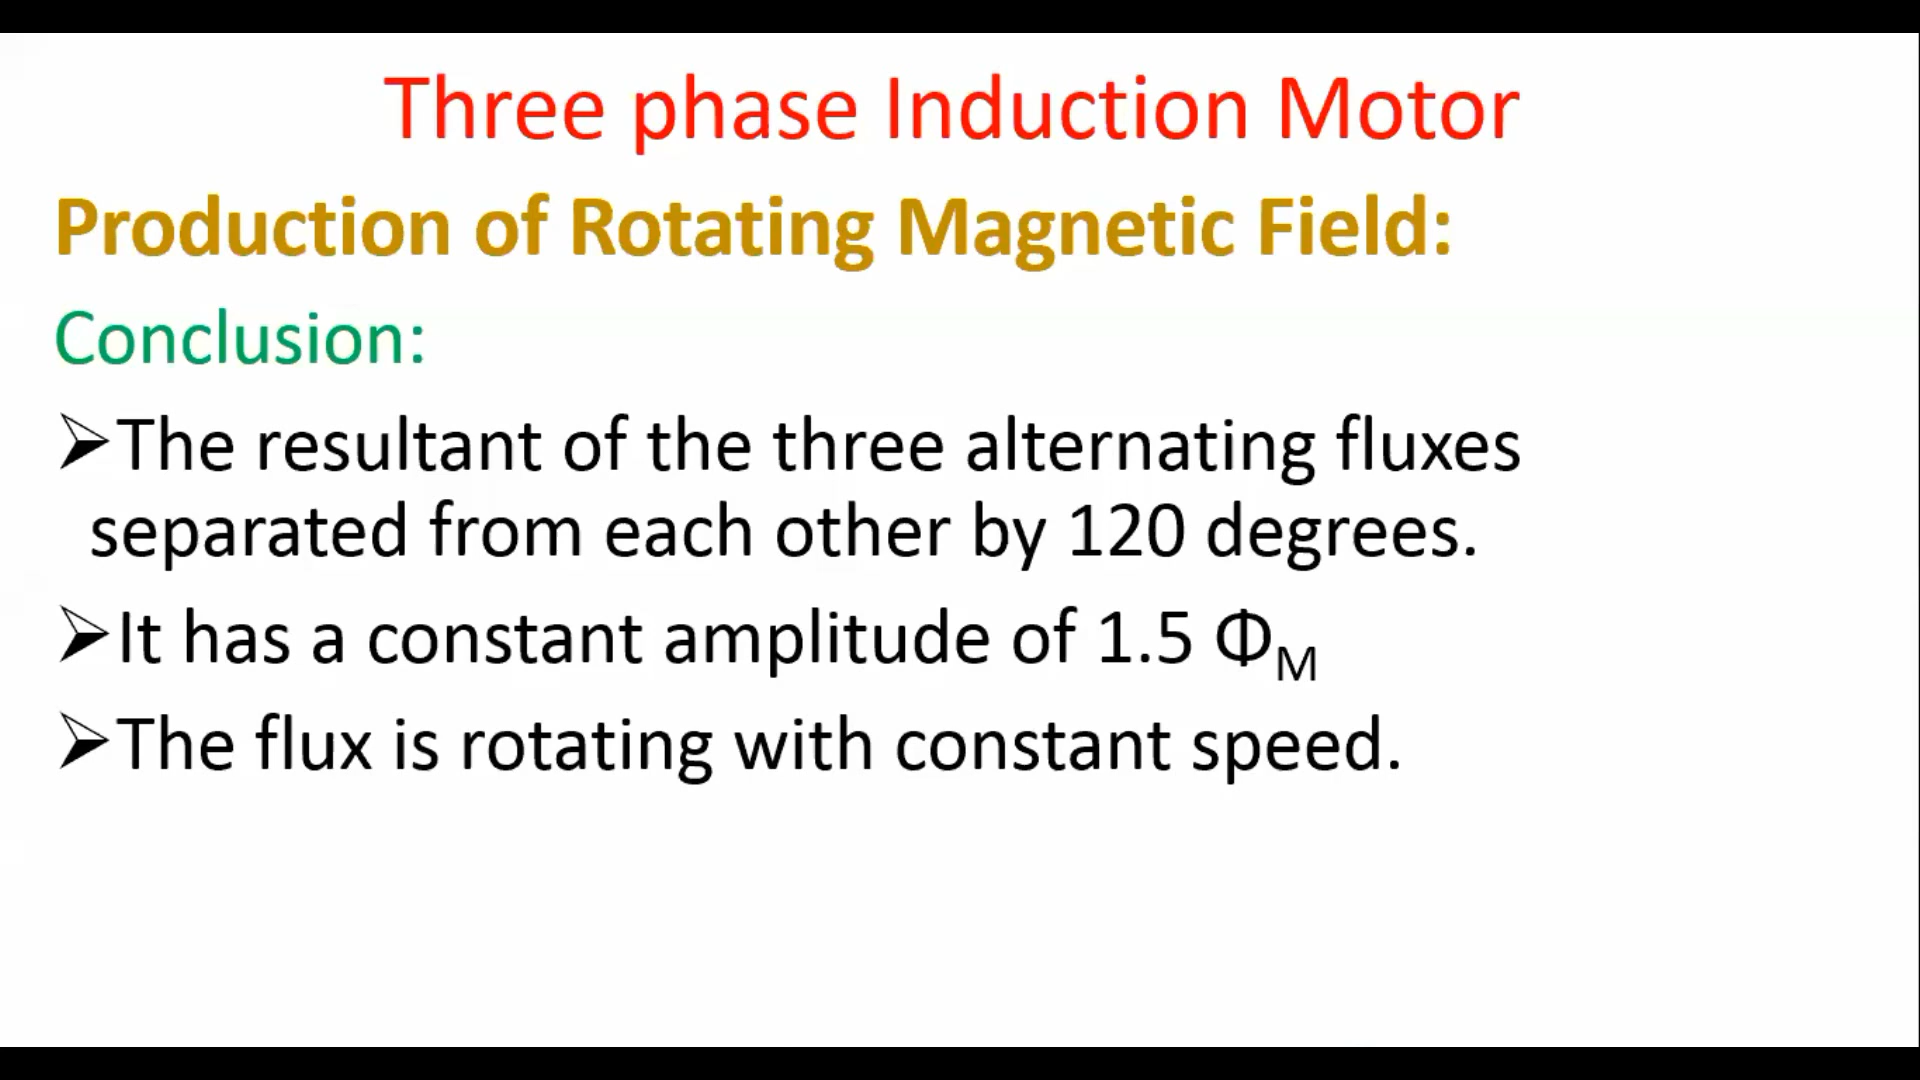 Three phase Induction Motor
Production of Rotating Magnetic Field:
Conclusion:
➢The resultant of the three alternating fluxes
separated from each other by 120 degrees.
➢It has a constant amplitude of 1.5 Φ_M
➢The flux is rotating with constant speed.